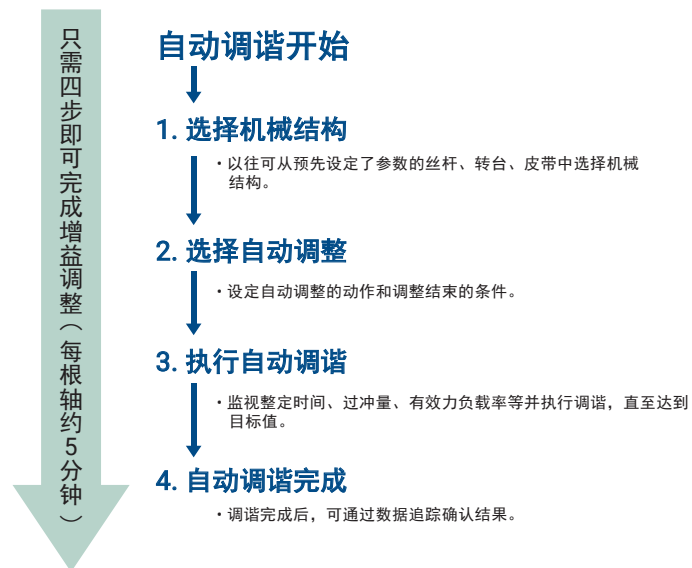 只需四步即可完成增益调整（每根轴约5分钟）
自动调谐开始
1. 选择机械结构
・以往可从预先设定了参数的丝杆、转台、皮带中选择机械
结构。
2. 选择自动调整
・设定自动调整的动作和调整结束的条件。
3. 执行自动调谐
・监视整定时间、过冲量、有效力负载率等并执行调谐，直至达到
目标值。
4. 自动调谐完成
・调谐完成后，可通过数据追踪确认结果。